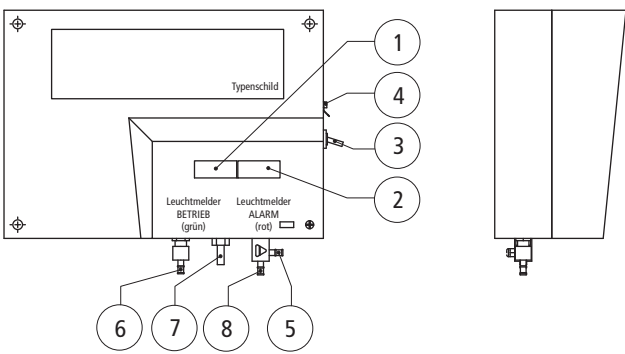 Typenschild
1
4
3
2
Leuchtmelder
BETRIEB
(grün)
Leuchtmelder
ALARM
(rot)
6
7
8
5